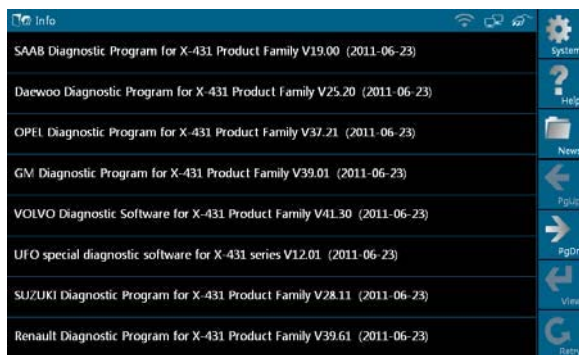 Info
System
SAAB Diagnostic Program for X-431 Product Family V19.00 (2011-06-23)
Daewoo Diagnostic Program for X-431 Product Family V25.20 (2011-06-23)
Help
OPEL Diagnostic Program for X-431 Product Family V37.21 (2011-06-23)
News
GM Diagnostic Program for X-431 Product Family V39.01 (2011-06-23)
PgUp
VOLVO Diagnostic Software for X-431 Product Family V41.30 (2011-06-23)
UFO special diagnostic software for X-431 series V12.01 (2011-06-23)
PgDn
SUZUKI Diagnostic Program for X-431 Product Family V28.11 (2011-06-23)
View
Renault Diagnostic Program for X-431 Product Family V39.61 (2011-06-23)
Retry